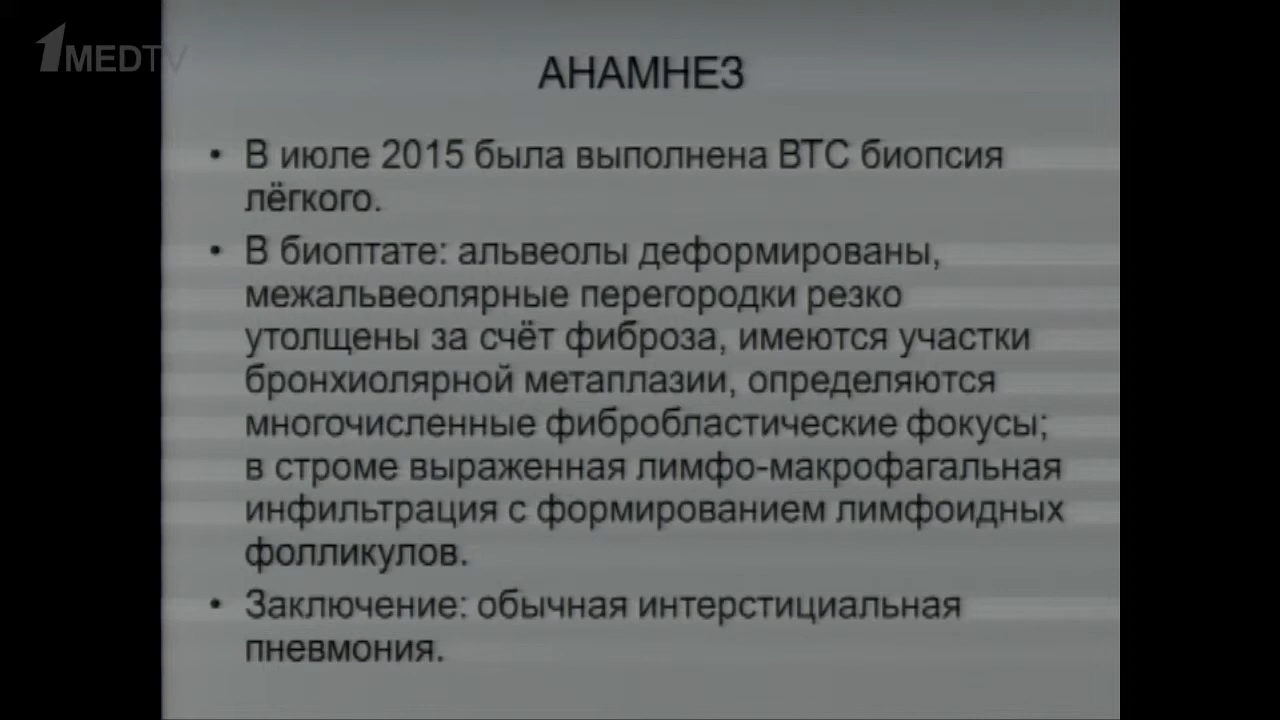 1MEDTV
АНАМНЕЗ
• В июле 2015 была выполнена ВТС биопсия
лёгкого.
• В биоптате: альвеолы деформированы,
межальвеолярные перегородки резко
утолщены за счёт фиброза, имеются участки
бронхиолярной метаплазии, определяются
многочисленные фибробластические фокусы;
в строме выраженная лимфо-макрофагальная
инфильтрация с формированием лимфоидных
фолликулов.
• Заключение: обычная интерстициальная
пневмония.